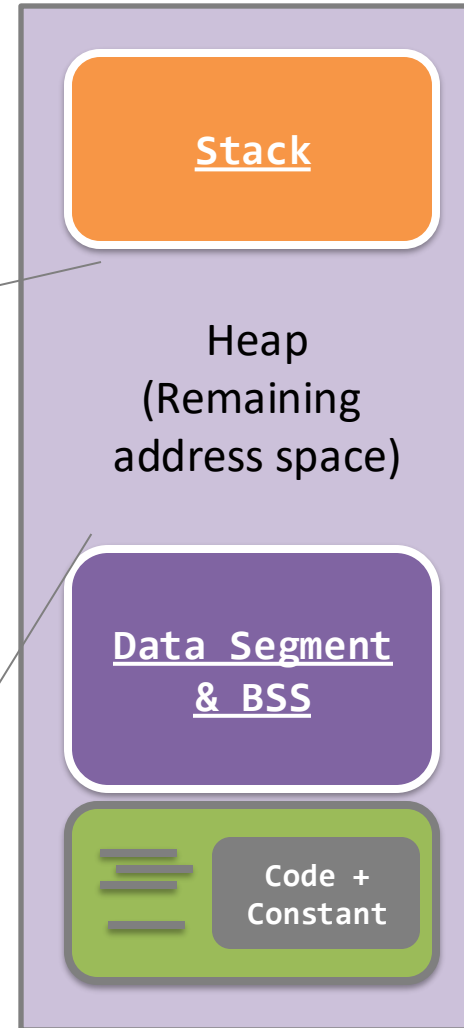 Stack
Heap
(Remaining
address space)
Data Segment
& BSS
Code +
Constant